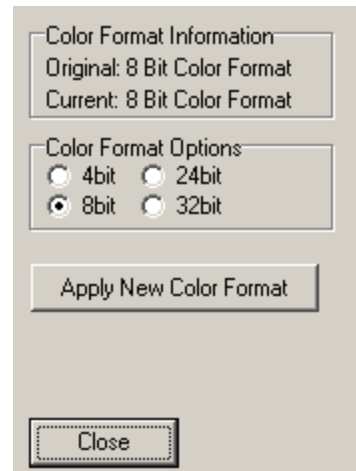 Color Format Information
Original: 8 Bit Color Format
Current: 8 Bit Color Format
Color Format Options
4bit 24bit
8bit 32bit
Apply New Color Format
Close